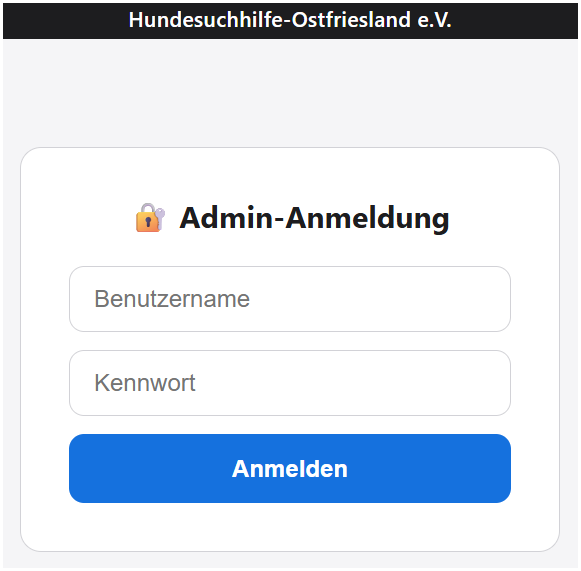 Hundesuchhilfe-Ostfriesland e.V.
🔐 Admin-Anmeldung
Benutzername
Kennwort
Anmelden